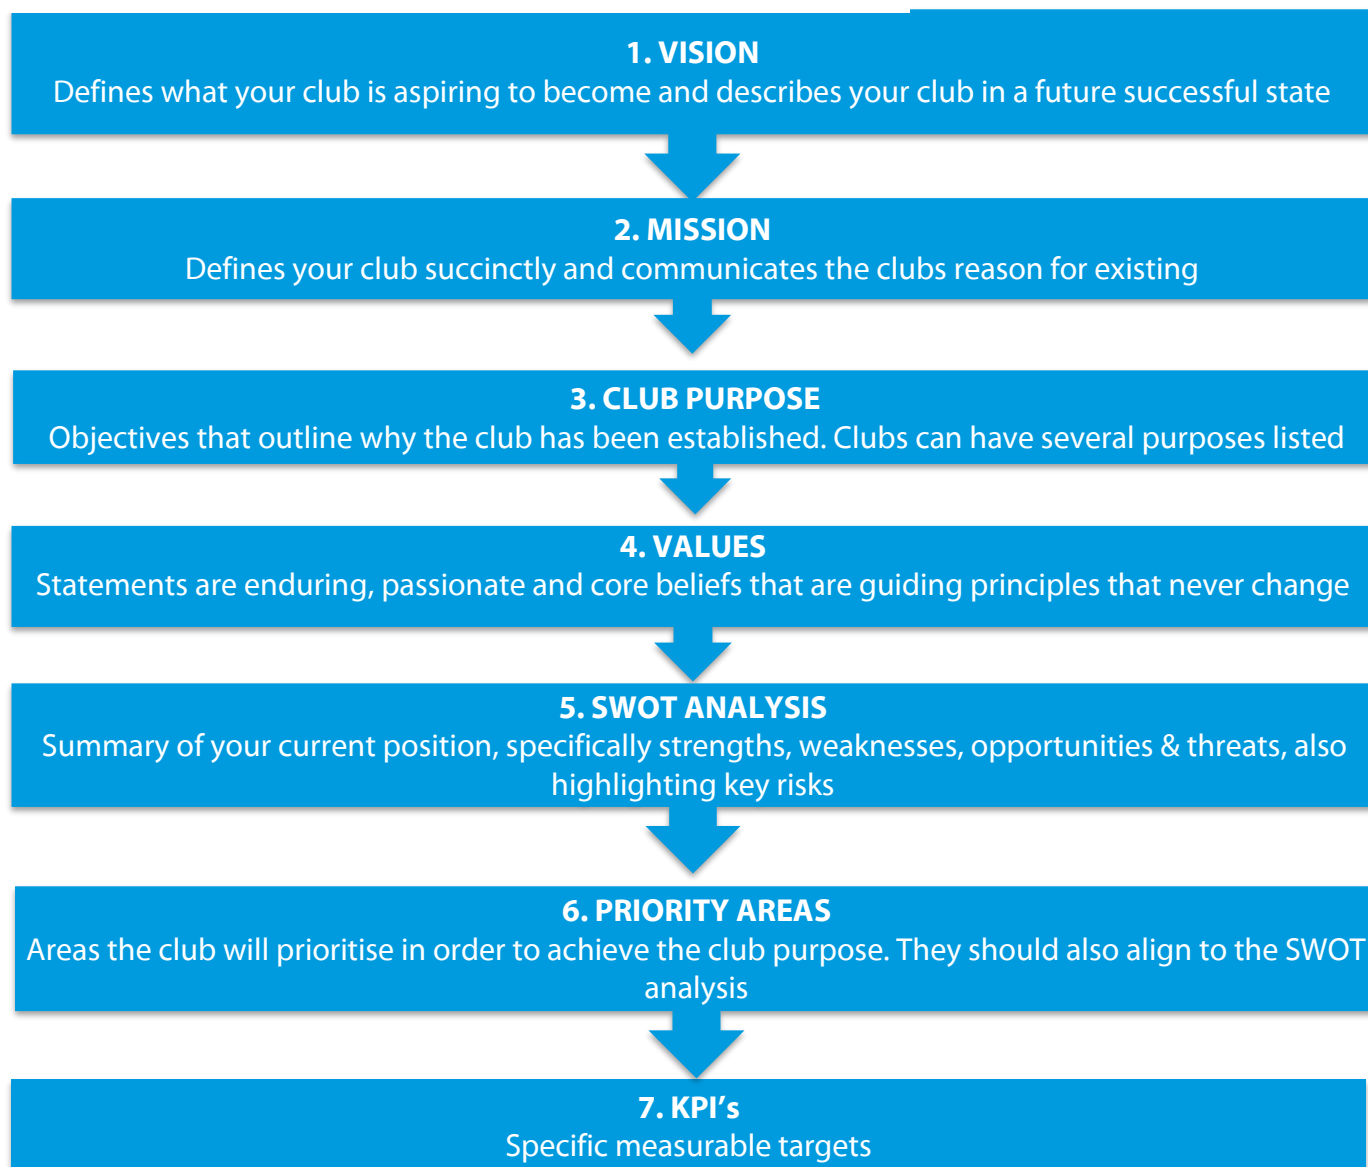 1. VISION
Defines what your club is aspiring to become and describes your club in a future successful state
2. MISSION
Defines your club succinctly and communicates the clubs reason for existing
3. CLUB PURPOSE
Objectives that outline why the club has been established. Clubs can have several purposes listed
4. VALUES
Statements are enduring, passionate and core beliefs that are guiding principles that never change
5. SWOT ANALYSIS
Summary of your current position, specifically strengths, weaknesses, opportunities & threats, also
highlighting key risks
6. PRIORITY AREAS
Areas the club will prioritise in order to achieve the club purpose. They should also align to the SWOT
analysis
7. KPI’s
Specific measurable targets